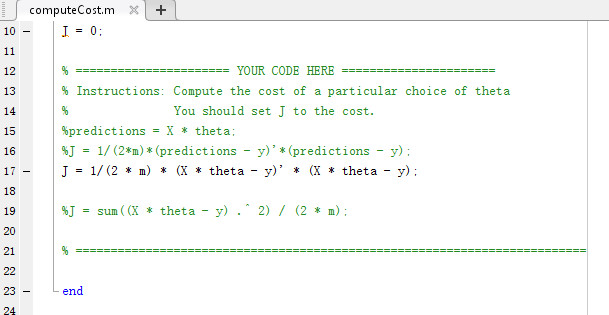 computeCost.m
10 – J = 0;
11
12 % ====================== YOUR CODE HERE ======================
13 % Instructions: Compute the cost of a particular choice of theta
14 %               You should set J to the cost.
15 %predictions = X * theta;
16 %J = 1/(2*m)*(predictions - y)'*(predictions - y);
17 – J = 1/(2 * m) * (X * theta - y)' * (X * theta - y);
18
19 %J = sum((X * theta - y) .^ 2) / (2 * m);
20
21 % =========================================================================
22
23 – end
24